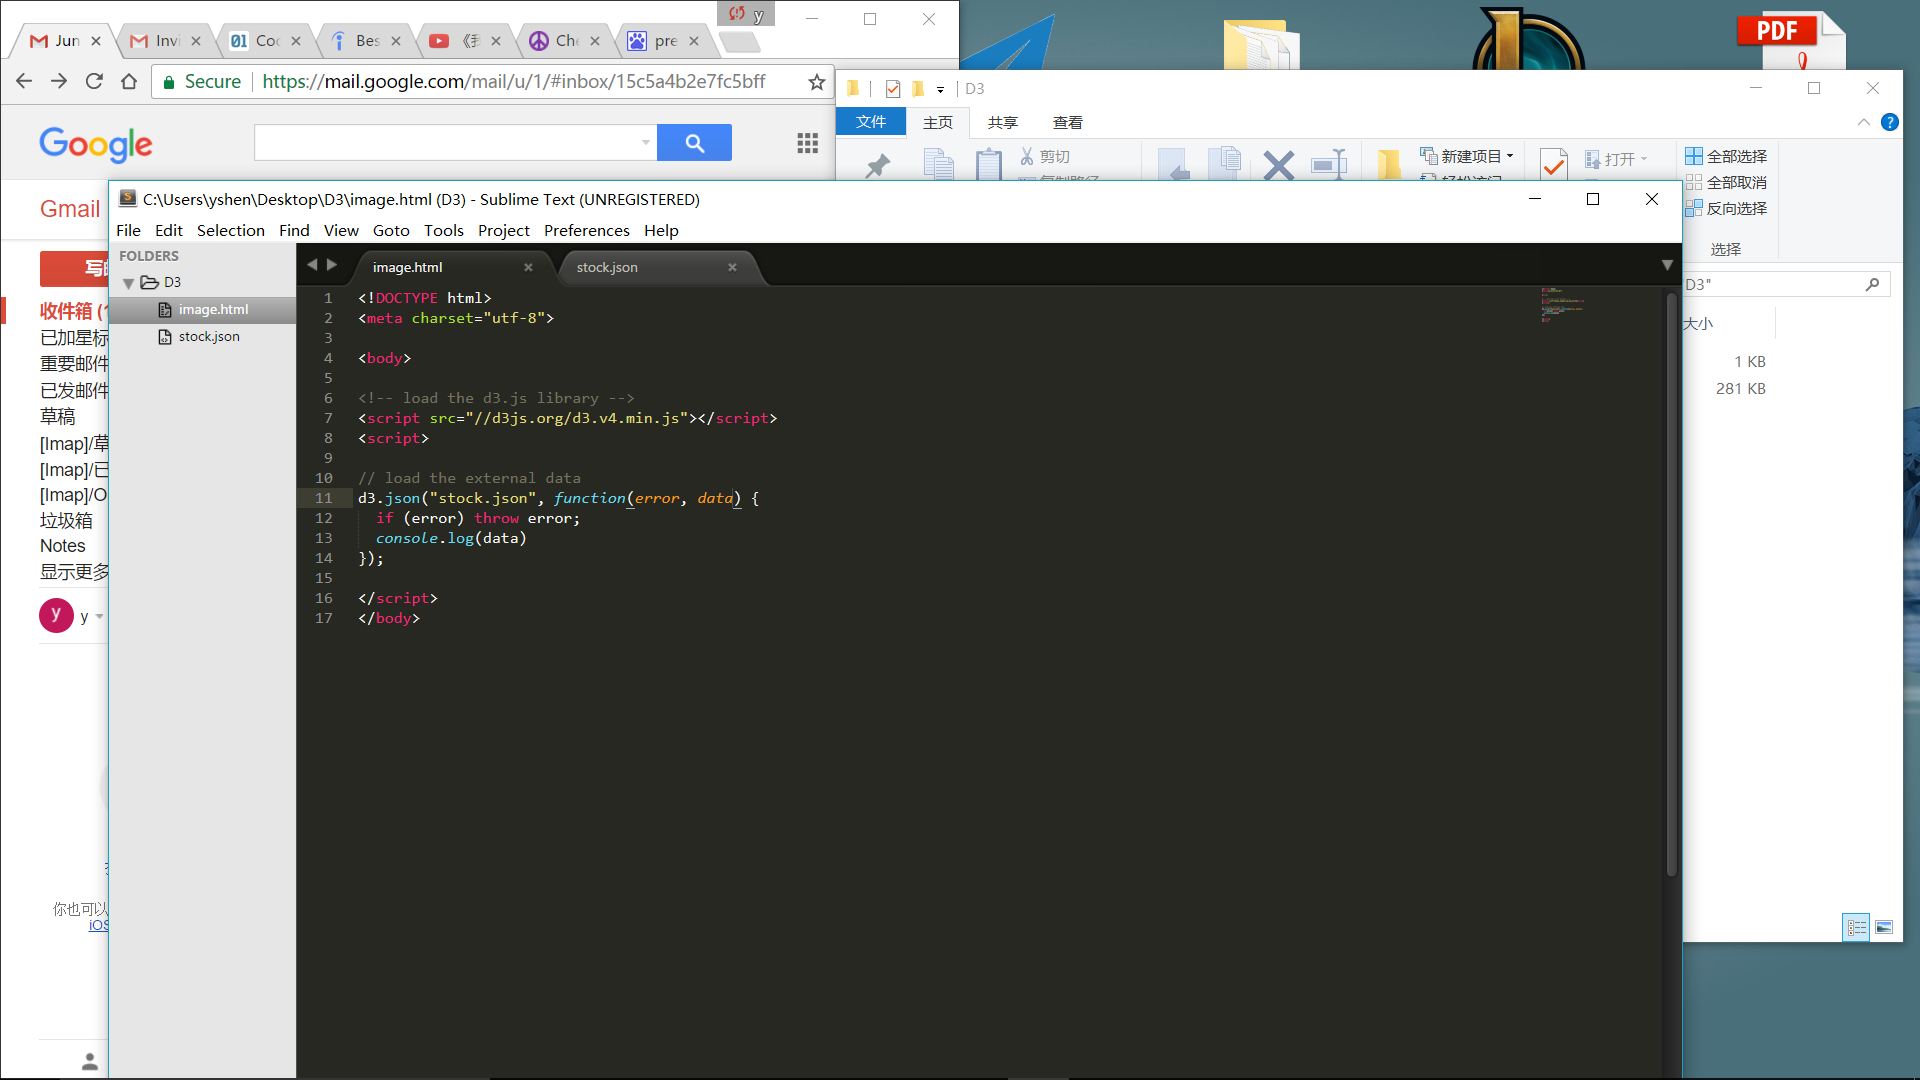 Jun
Invi
Coc
Bes
《我
Che
pre
y
Secure
https://mail.google.com/mail/u/1/#inbox/15c5a4b2e7fc5bff
Google
Gmail
收件箱 (1
已加星标
重要邮件
已发邮件
草稿
[Imap]/草
[Imap]/已
[Imap]/O
垃圾箱
Notes
显示更多
y
y
你也可以
iOS
PDF
D3
文件
主页
共享
查看
剪切
新建项目
打开
全部选择
全部取消
反向选择
选择
D3"
大小
1 KB
281 KB
C:\Users\yshen\Desktop\D3\image.html (D3) - Sublime Text (UNREGISTERED)
File Edit Selection Find View Goto Tools Project Preferences Help
FOLDERS
D3
image.html
stock.json
image.html
stock.json
1 <!DOCTYPE html>
2 <meta charset="utf-8">
3
4 <body>
5
6 <!-- load the d3.js library -->
7 <script src="//d3js.org/d3.v4.min.js"></script>
8 <script>
9
10 // load the external data
11 d3.json("stock.json", function(error, data) {
12 if (error) throw error;
13 console.log(data)
14 });
15
16 </script>
17 </body>